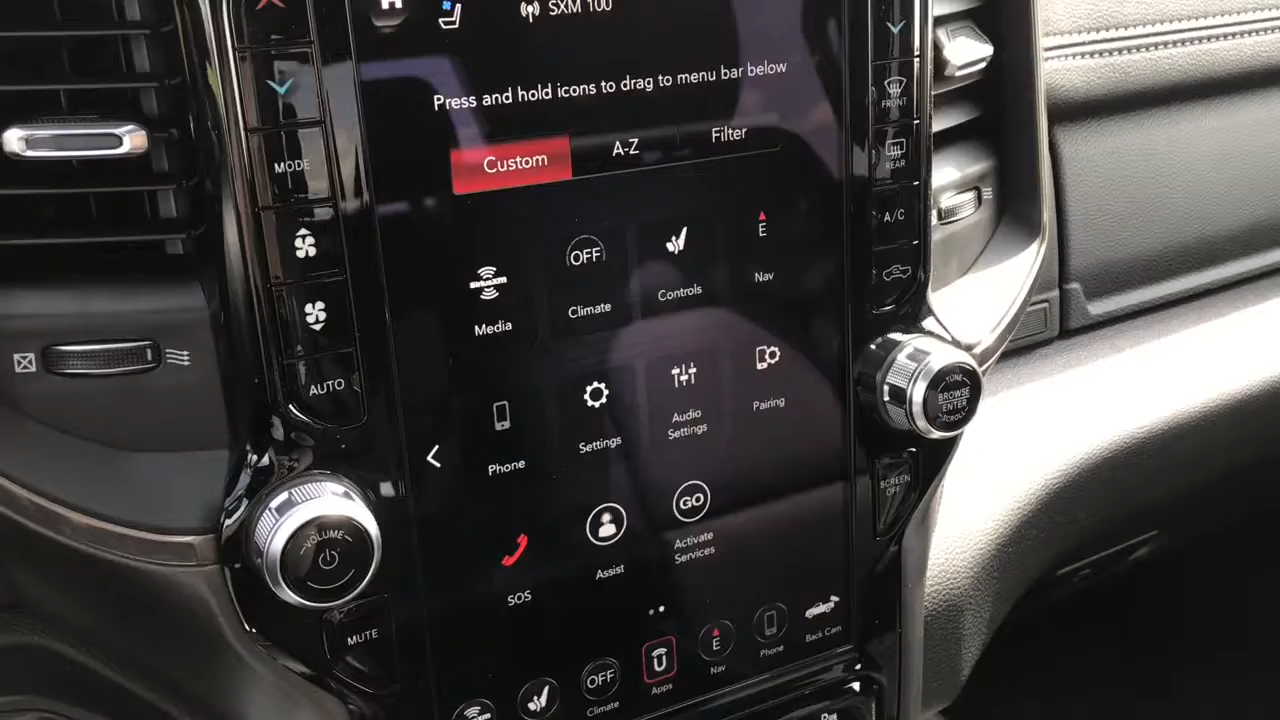 SXM 100
Press and hold icons to drag to menu bar below
Custom
A-Z
Filter
SiriusXM
Media
OFF
Climate
Controls
E
Nav
Phone
Settings
Audio
Settings
Pairing
SOS
Assist
GO
Activate
Services
OFF
Climate
Apps
E
Nav
Phone
Back Cam
MODE
AUTO
VOLUME
MUTE
FRONT
REAR
A/C
TUNE
BROWSE
ENTER
SCROLL
SCREEN
OFF